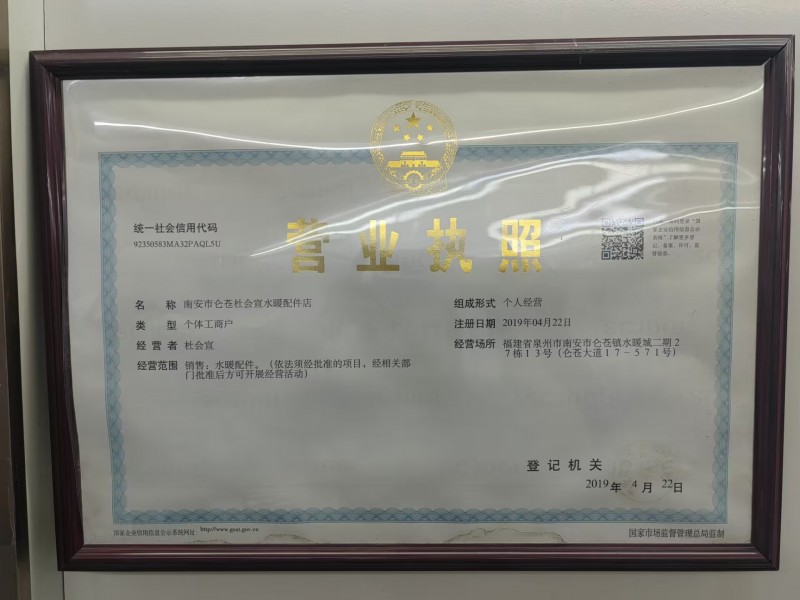 统一社会信用代码
92350583MA32PAQL5U
营业执照
名 称 南安市仑苍杜会宣水暖配件店
类 型 个体工商户
经营者 杜会宣
经营范围 销售：水暖配件。（依法须经批准的项目，经相关部
门批准后方可开展经营活动）
组成形式 个人经营
注册日期 2019年04月22日
经营场所 福建省泉州市南安市仑苍镇水暖城二期2
7栋13号（仑苍大道17-571号）
登记机关
2019年 4 月 22日
国家企业信用信息公示系统网址: http://www.gsxt.gov.cn
国家市场监督管理总局监制